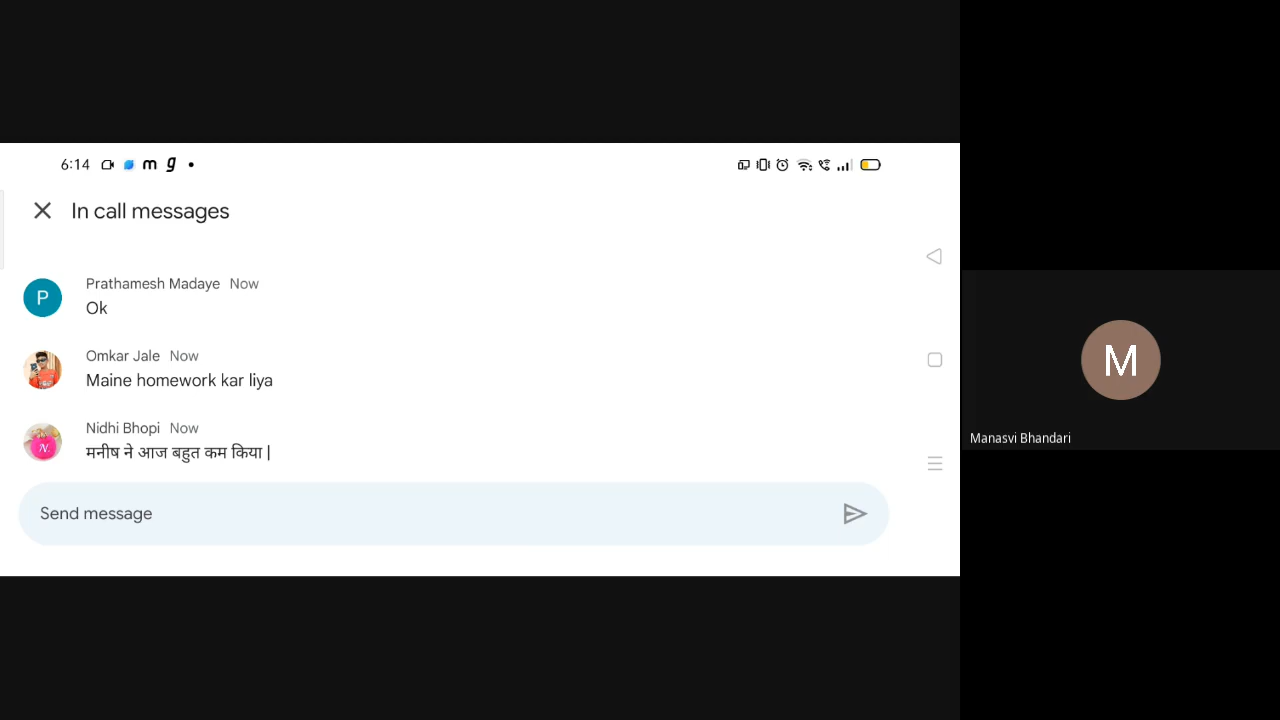 6:14 m g
In call messages
P
Prathamesh Madaye Now
Ok
Omkar Jale Now
Maine homework kar liya
N.
Nidhi Bhopi Now
मनीष ने आज बहुत कम किया |
Send message
M
Manasvi Bhandari